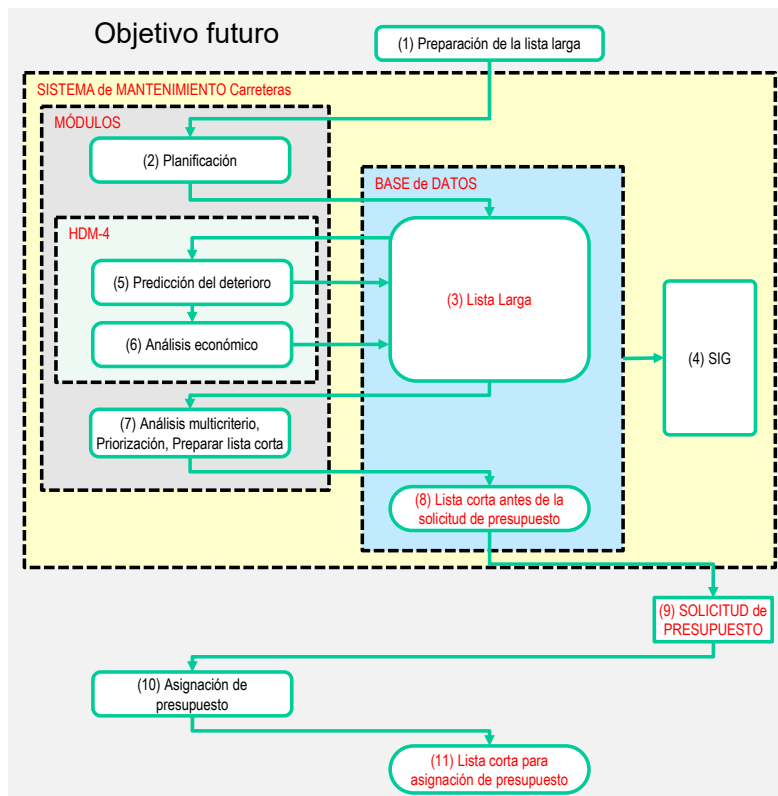 Objetivo futuro
(1) Preparación de la lista larga
SISTEMA de MANTENIMIENTO Carreteras
MÓDULOS
(2) Planificación
BASE de DATOS
HDM-4
(5) Predicción del deterioro
(3) Lista Larga
(6) Análisis económico
(4) SIG
(7) Análisis multicriterio,
Priorización, Preparar lista corta
(8) Lista corta antes de la
solicitud de presupuesto
(9) SOLICITUD de
PRESUPUESTO
(10) Asignación de
presupuesto
(11) Lista corta para
asignación de presupuesto